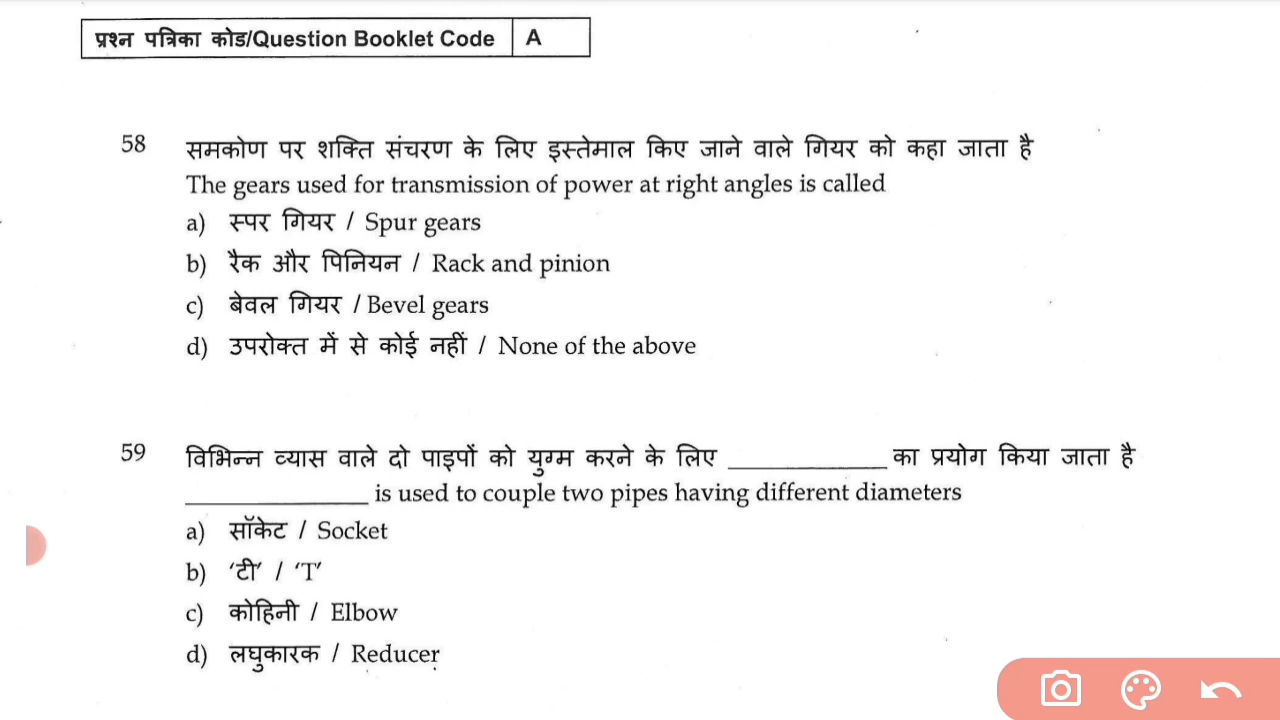 प्रश्न पत्रिका कोड/Question Booklet Code A
58 समकोण पर शक्ति संचरण के लिए इस्तेमाल किए जाने वाले गियर को कहा जाता है
The gears used for transmission of power at right angles is called
a) स्पर गियर / Spur gears
b) रैक और पिनियन / Rack and pinion
c) बेवल गियर / Bevel gears
d) उपरोक्त में से कोई नहीं / None of the above
59 विभिन्न व्यास वाले दो पाइपों को युग्म करने के लिए ____________ का प्रयोग किया जाता है
______________ is used to couple two pipes having different diameters
a) सॉकेट / Socket
b) ‘टी’ / ‘T’
c) कोहिनी / Elbow
d) लघुकारक / Reducer